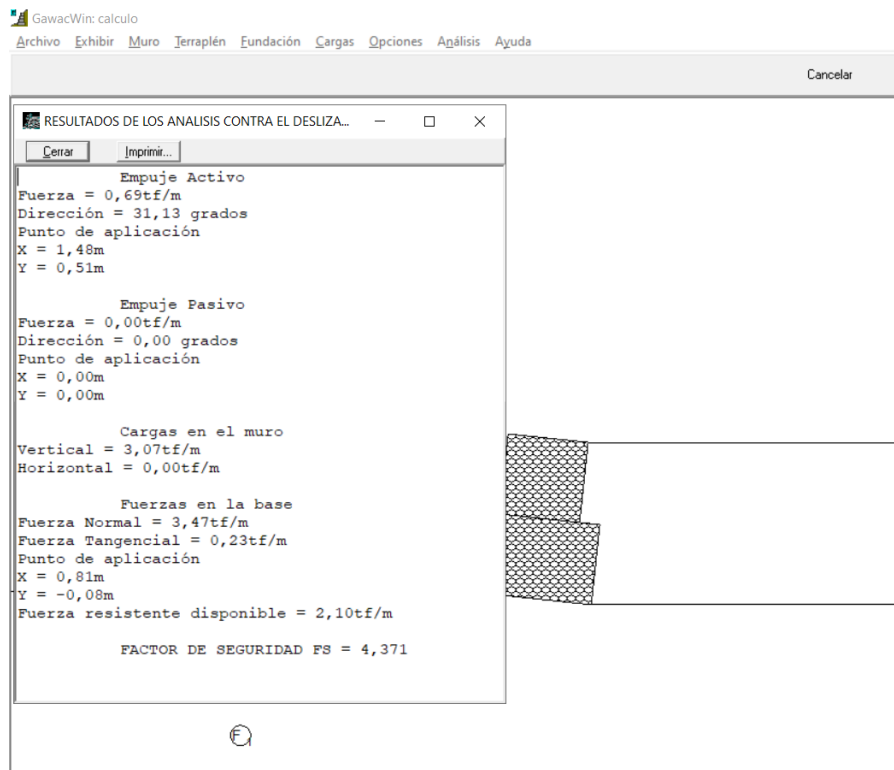 GawacWin: calculo
Archivo Exhibir Muro Terraplén Fundación Cargas Opciones Análisis Ayuda
Cancelar
RESULTADOS DE LOS ANALISIS CONTRA EL DESLIZA...
Cerrar Imprimir...
Empuje Activo
Fuerza = 0,69tf/m
Dirección = 31,13 grados
Punto de aplicación
X = 1,48m
Y = 0,51m
Empuje Pasivo
Fuerza = 0,00tf/m
Dirección = 0,00 grados
Punto de aplicación
X = 0,00m
Y = 0,00m
Cargas en el muro
Vertical = 3,07tf/m
Horizontal = 0,00tf/m
Fuerzas en la base
Fuerza Normal = 3,47tf/m
Fuerza Tangencial = 0,23tf/m
Punto de aplicación
X = 0,81m
Y = -0,08m
Fuerza resistente disponible = 2,10tf/m
FACTOR DE SEGURIDAD FS = 4,371
F